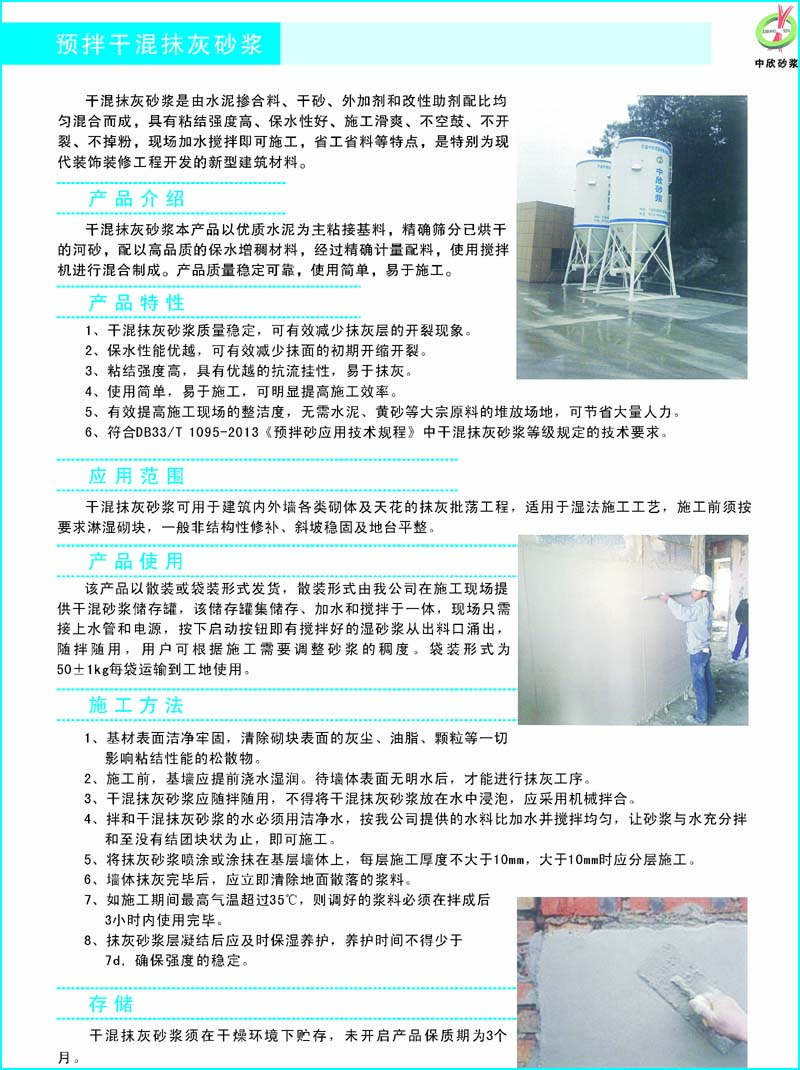 预拌干混抹灰砂浆
中欣砂浆
干混抹灰砂浆是由水泥掺合料、干砂、外加剂和改性助剂配比均
匀混合而成，具有粘结强度高、保水性好、施工滑爽、不空鼓、不开
裂、不掉粉，现场加水搅拌即可施工，省工省料等特点，是特别为现
代装饰装修工程开发的新型建筑材料。
中欣砂浆
产品介绍
干混抹灰砂浆本产品以优质水泥为主粘接基料，精确筛分已烘干
的河砂，配以高品质的保水增稠材料，经过精确计量配料，使用搅拌
机进行混合制成。产品质量稳定可靠，使用简单，易于施工。
产品特性
1、干混抹灰砂浆质量稳定，可有效减少抹灰层的开裂现象。
2、保水性能优越，可有效减少抹面的初期开缩开裂。
3、粘结强度高，具有优越的抗流挂性，易于抹灰。
4、使用简单，易于施工，可明显提高施工效率。
5、有效提高施工现场的整洁度，无需水泥、黄砂等大宗原料的堆放场地，可节省大量人力。
6、符合DB33/T 1095-2013《预拌砂应用技术规程》中干混抹灰砂浆等级规定的技术要求。
应用范围
干混抹灰砂浆可用于建筑内外墙各类砌体及天花的抹灰批荡工程，适用于湿法施工工艺，施工前须按
要求淋湿砌块，一般非结构性修补、斜坡稳固及地台平整。
产品使用
该产品以散装或袋装形式发货，散装形式由我公司在施工现场提
供干混砂浆储存罐，该储存罐集储存、加水和搅拌于一体，现场只需
接上水管和电源，按下启动按钮即有搅拌好的湿砂浆从出料口涌出，
随拌随用，用户可根据施工需要调整砂浆的稠度。袋装形式为
50±1kg每袋运输到工地使用。
施工方法
1、基材表面洁净牢固，清除砌块表面的灰尘、油脂、颗粒等一切
影响粘结性能的松散物。
2、施工前，基墙应提前浇水湿润。待墙体表面无明水后，才能进行抹灰工序。
3、干混抹灰砂浆应随拌随用，不得将干混抹灰砂浆放在水中浸泡，应采用机械拌合。
4、拌和干混抹灰砂浆的水必须用洁净水，按我公司提供的水料比加水并搅拌均匀，让砂浆与水充分拌
和至没有结团块状为止，即可施工。
5、将抹灰砂浆喷涂或涂抹在基层墙体上，每层施工厚度不大于10mm，大于10mm时应分层施工。
6、墙体抹灰完毕后，应立即清除地面散落的浆料。
7、如施工期间最高气温超过35℃，则调好的浆料必须在拌成后
3小时内使用完毕。
8、抹灰砂浆层凝结后应及时保湿养护，养护时间不得少于
7d，确保强度的稳定。
存储
干混抹灰砂浆须在干燥环境下贮存，未开启产品保质期为3个
月。